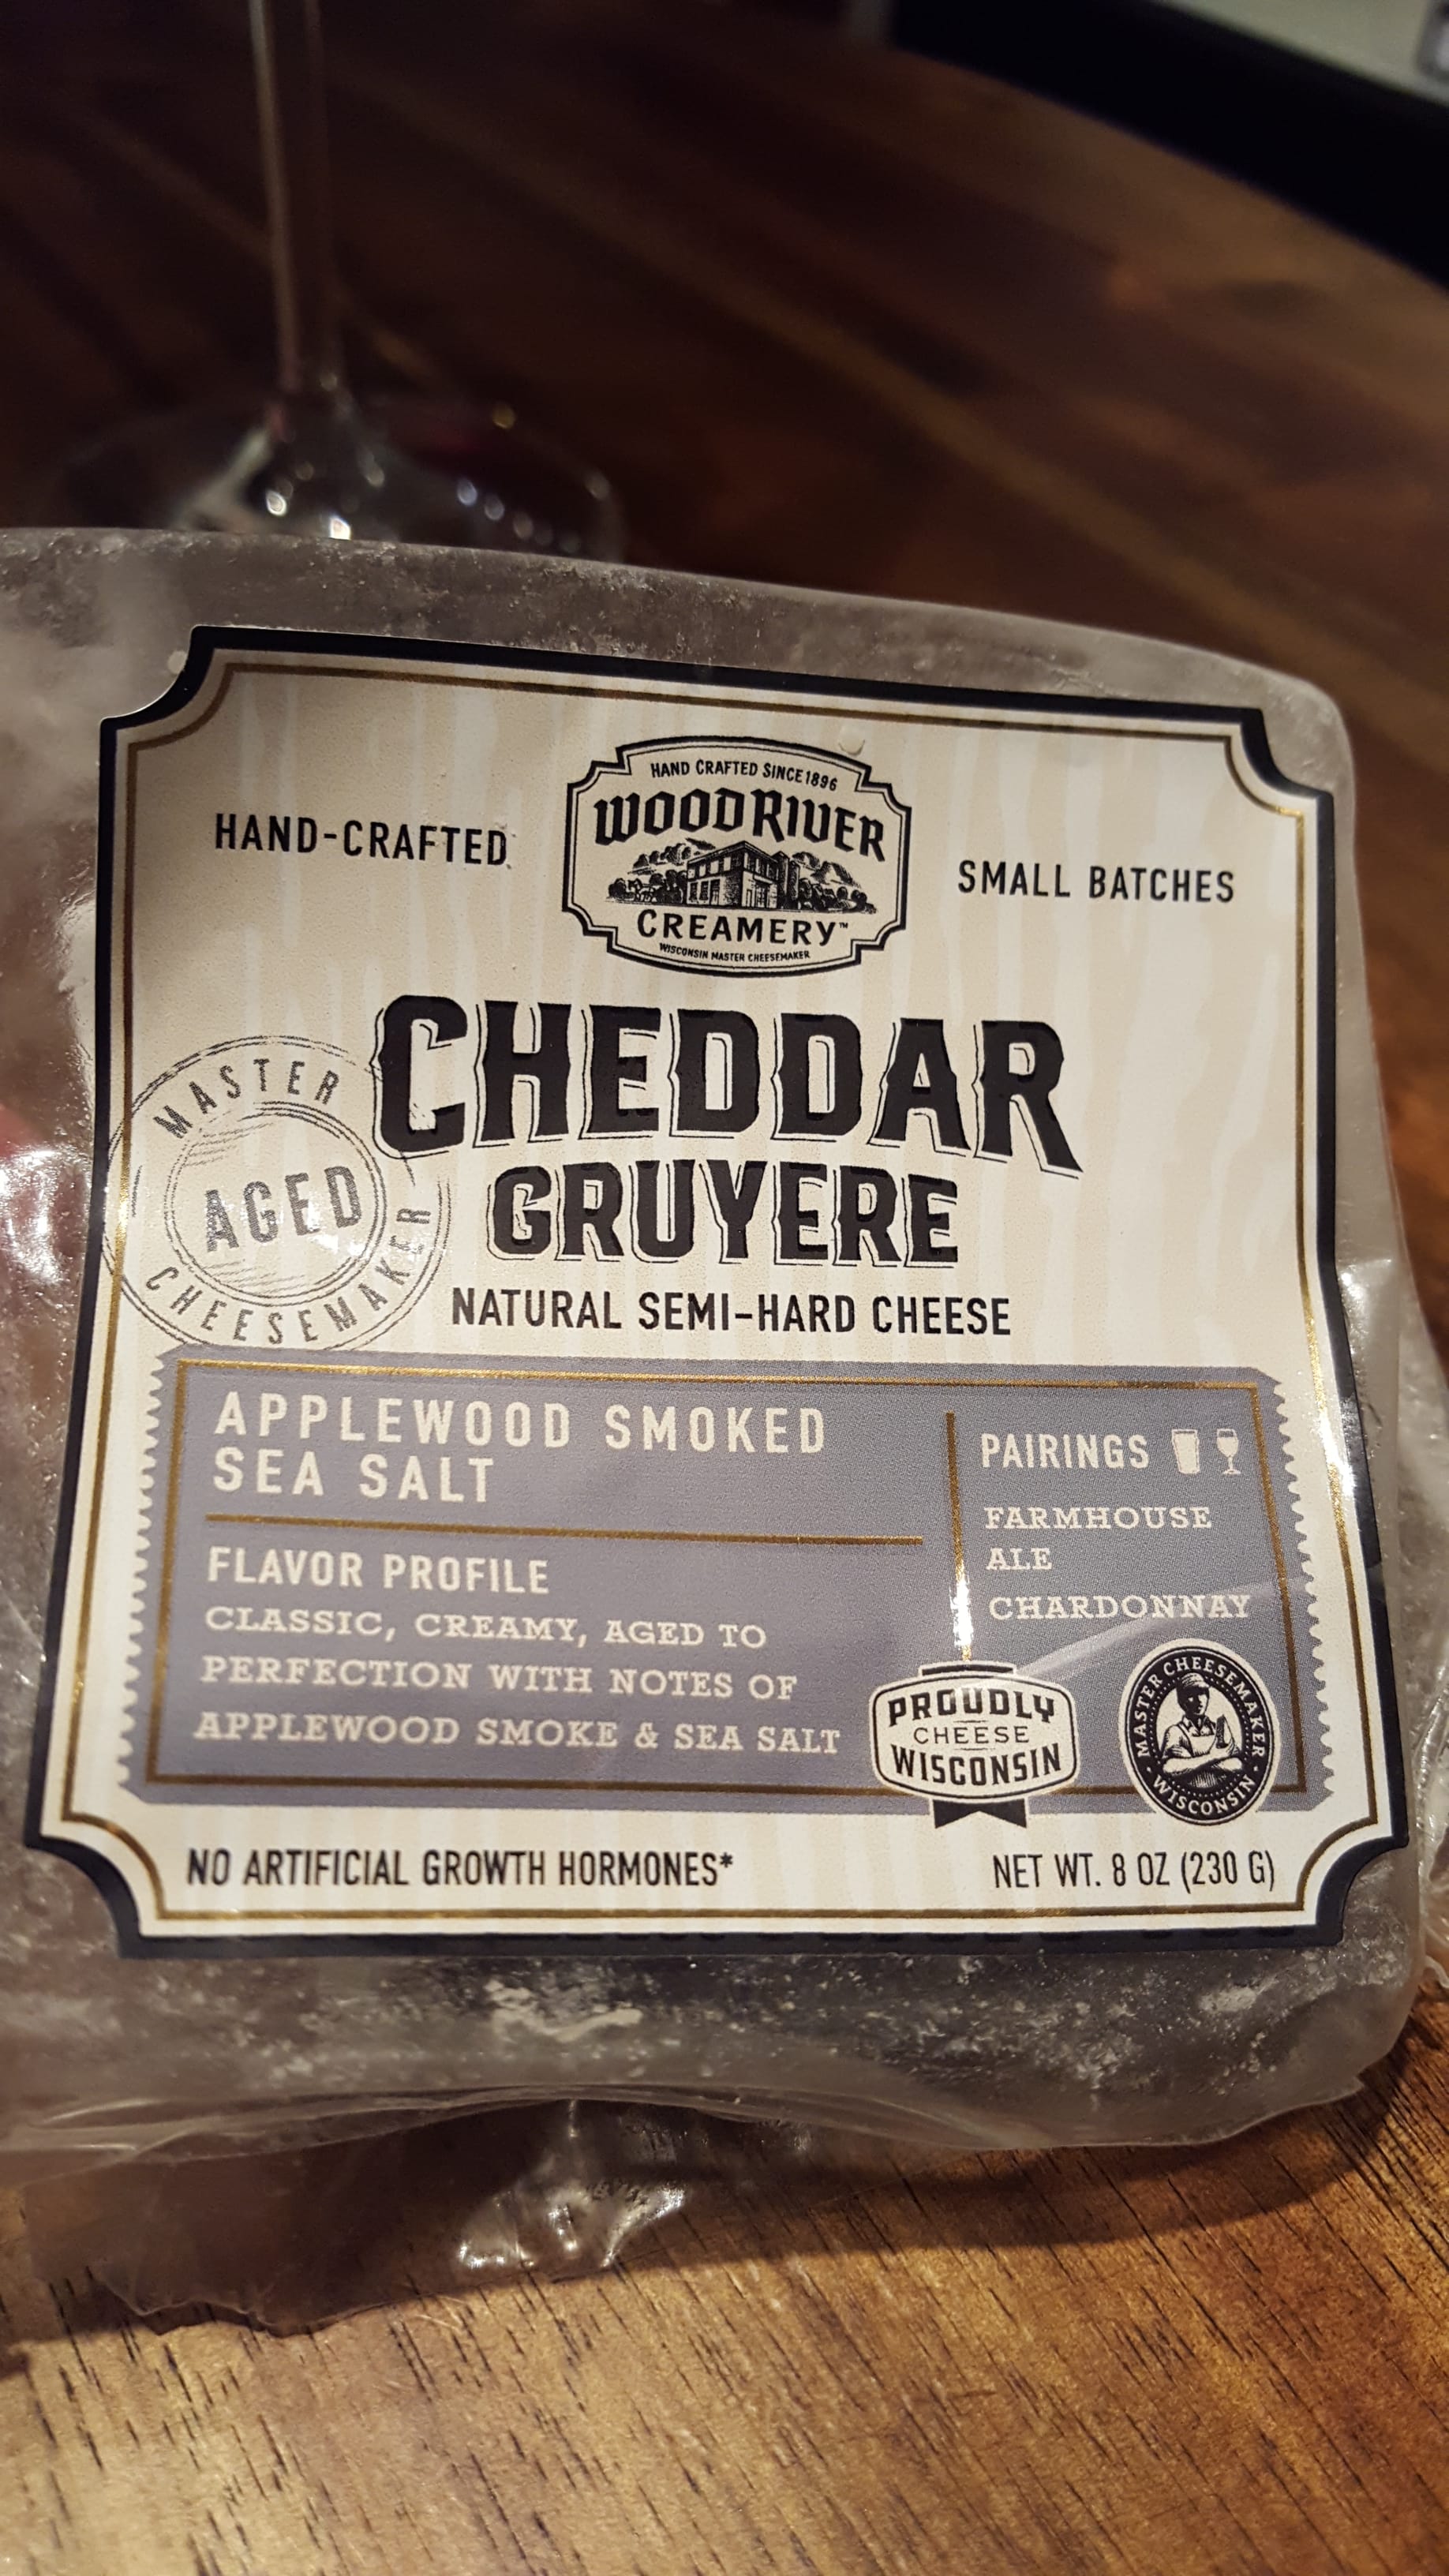 HAND CRAFTED SINCE 1896
WOOD RIVER
CREAMERY™
WISCONSIN MASTER CHEESEMAKER
HAND-CRAFTED
SMALL BATCHES
CHEDDAR
GRUYERE
MASTER
AGED
CHEESEMAKER
NATURAL SEMI-HARD CHEESE
APPLEWOOD SMOKED
SEA SALT
FLAVOR PROFILE
CLASSIC, CREAMY, AGED TO
PERFECTION WITH NOTES OF
APPLEWOOD SMOKE & SEA SALT
PAIRINGS
FARMHOUSE
ALE
CHARDONNAY
PROUDLY
CHEESE
WISCONSIN
MASTER CHEESEMAKER
WISCONSIN
NO ARTIFICIAL GROWTH HORMONES*
NET WT. 8 OZ (230 G)